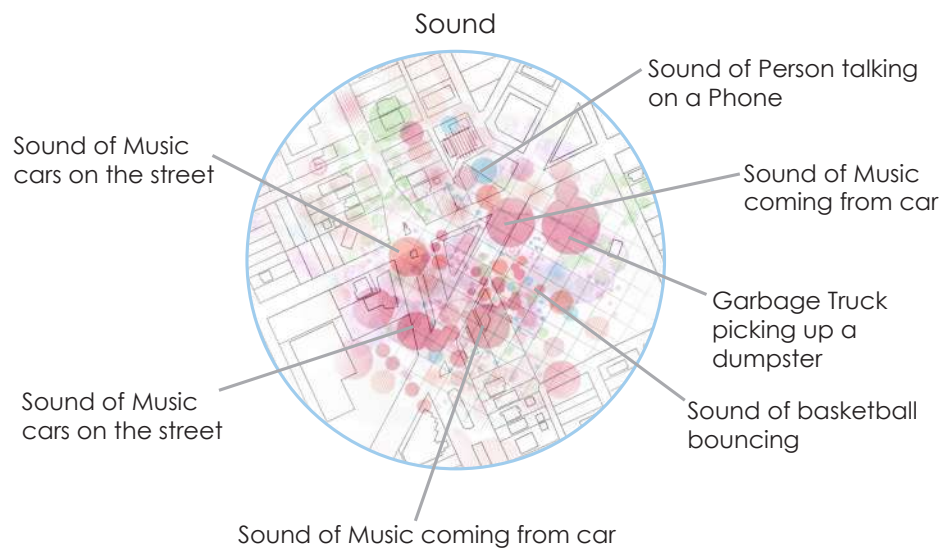 Sound
Sound of Person talking
on a Phone
Sound of Music
cars on the street
Sound of Music
coming from car
Garbage Truck
picking up a
dumpster
Sound of Music
cars on the street
Sound of basketball
bouncing
Sound of Music coming from car